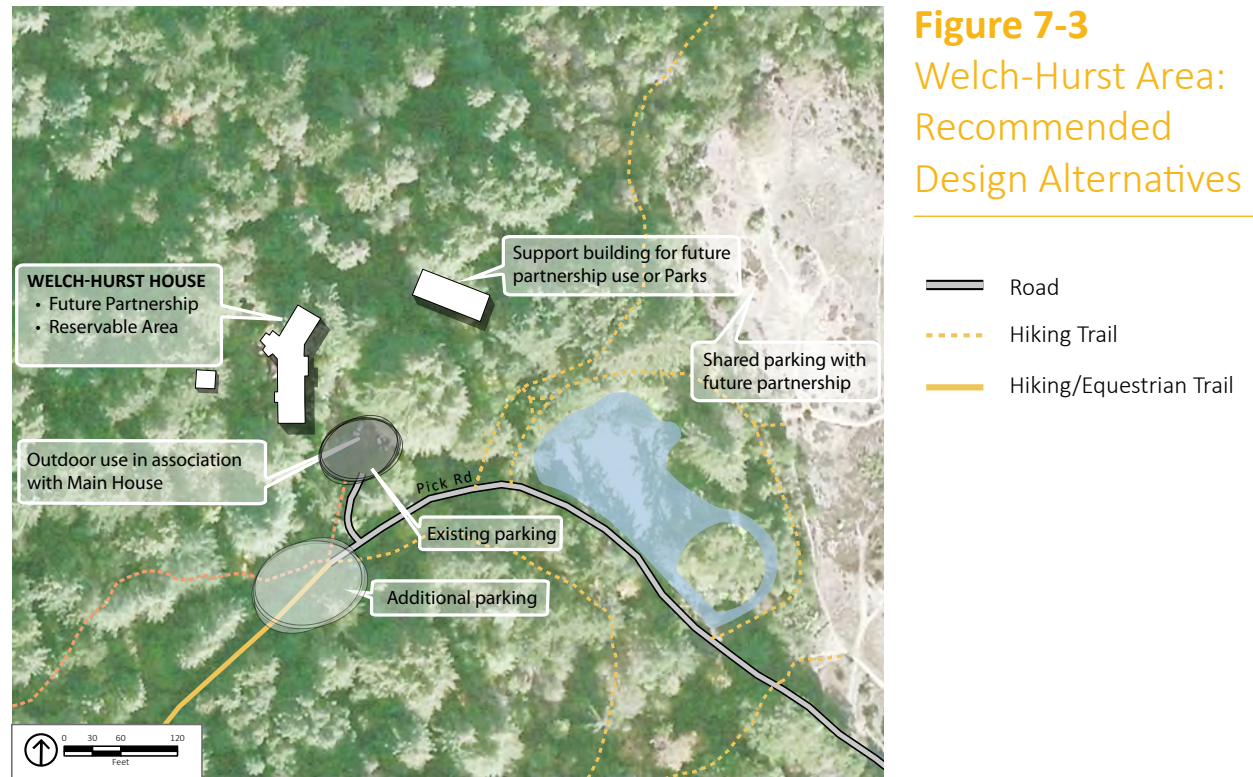 Figure 7-3
Welch-Hurst Area:
Recommended
Design Alternatives
Road
Hiking Trail
Hiking/Equestrian Trail
Support building for future
partnership use or Parks
WELCH-HURST HOUSE
• Future Partnership
• Reservable Area
Shared parking with
future partnership
Outdoor use in association
with Main House
Pick Rd
Existing parking
Additional parking
0 30 60 120
Feet